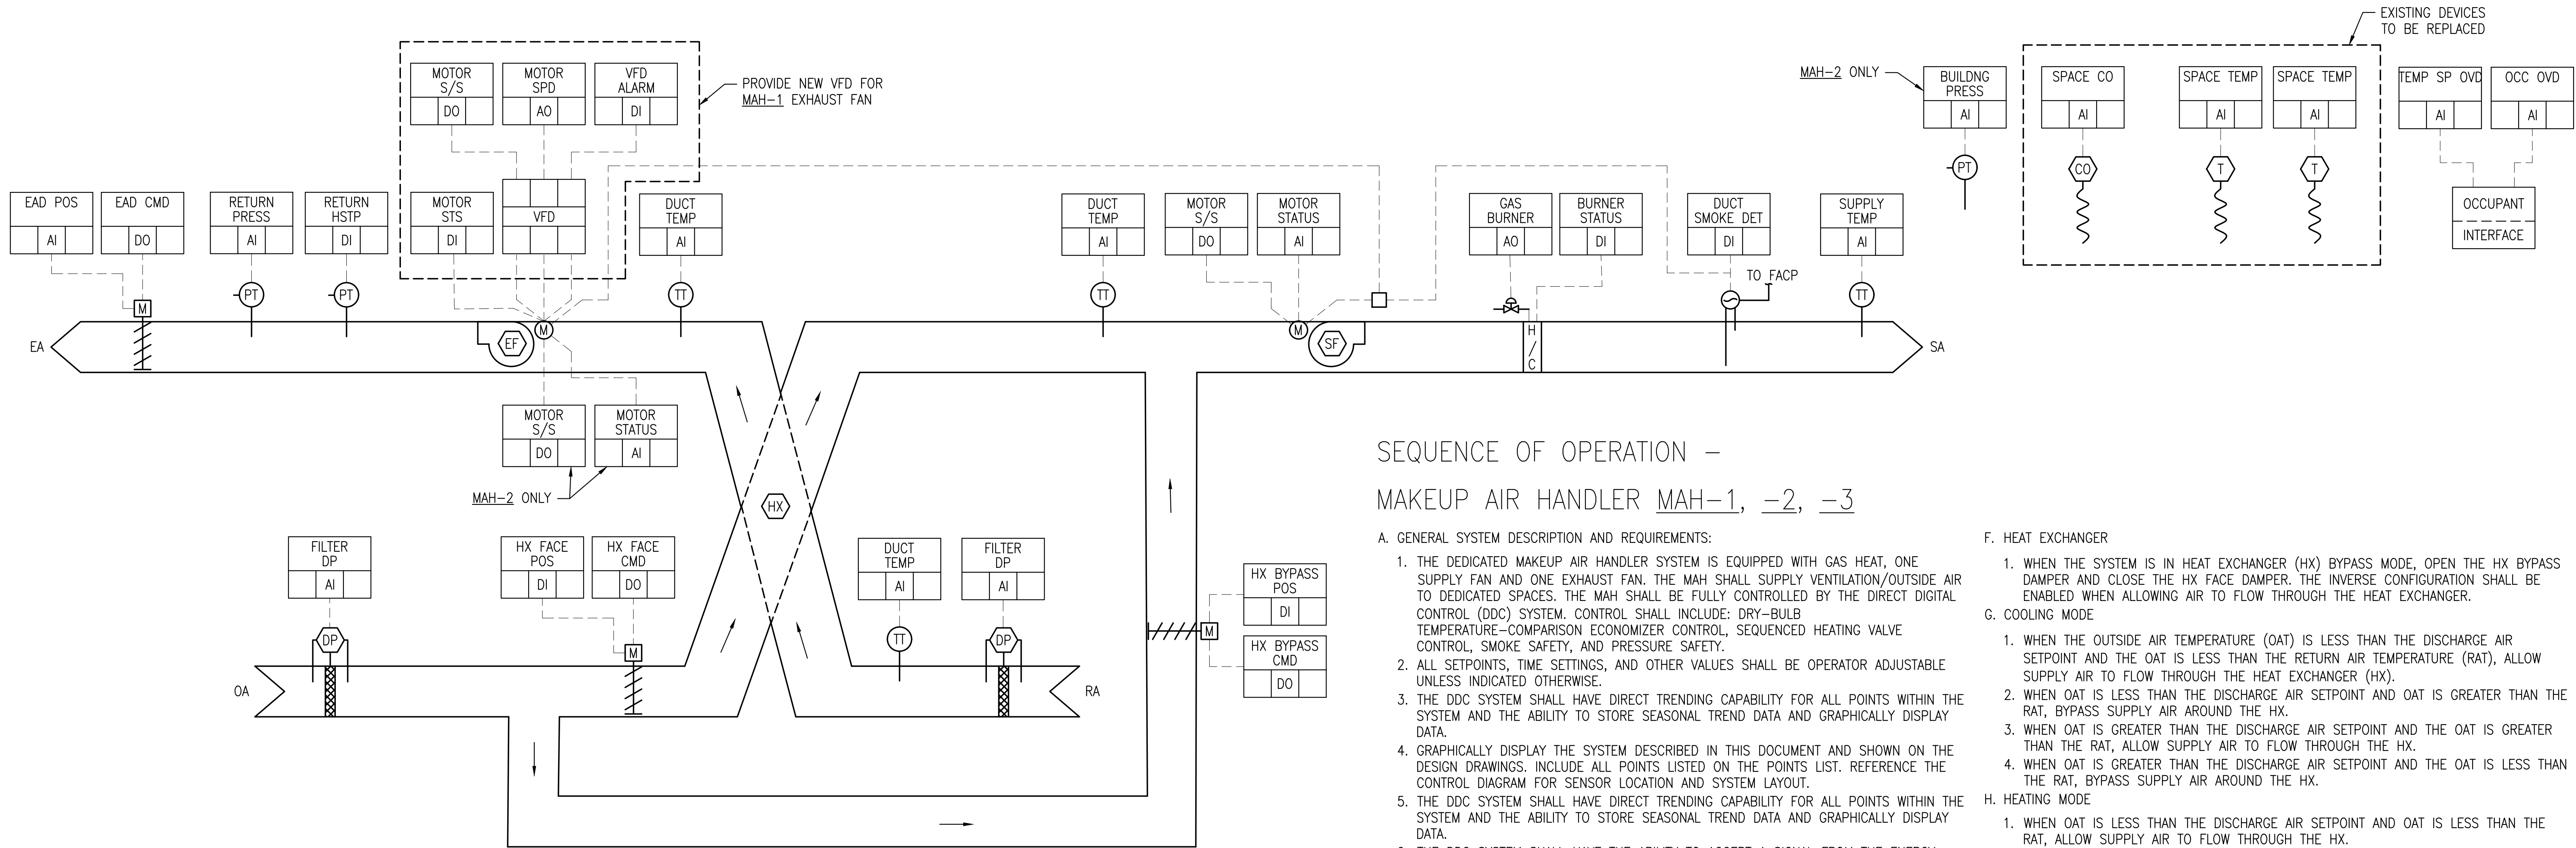 EXISTING DEVICES
TO BE REPLACED
MOTOR
S/S
DO
MOTOR
SPD
AO
VFD
ALARM
DI
PROVIDE NEW VFD FOR
MAH-1 EXHAUST FAN
MAH-2 ONLY
BUILDNG
PRESS
AI
PT
SPACE CO
AI
CO
SPACE TEMP
AI
T
SPACE TEMP
AI
T
TEMP SP OVD
AI
OCC OVD
AI
OCCUPANT
INTERFACE
EAD POS
AI
EAD CMD
DO
M
RETURN
PRESS
AI
PT
RETURN
HSTP
DI
PT
MOTOR
STS
DI
VFD
DUCT
TEMP
AI
TT
DUCT
TEMP
AI
TT
MOTOR
S/S
DO
MOTOR
STATUS
AI
GAS
BURNER
AO
BURNER
STATUS
DI
DUCT
SMOKE DET
DI
TO FACP
SUPPLY
TEMP
AI
TT
EA
EF
M
M
SF
H
/
C
SA
MOTOR
S/S
DO
MOTOR
STATUS
AI
MAH-2 ONLY
HX
FILTER
DP
AI
DP
HX FACE
POS
DI
HX FACE
CMD
DO
M
DUCT
TEMP
AI
TT
FILTER
DP
AI
DP
HX BYPASS
POS
DI
M
HX BYPASS
CMD
DO
OA
RA
SEQUENCE OF OPERATION -
MAKEUP AIR HANDLER MAH-1, -2, -3
A. GENERAL SYSTEM DESCRIPTION AND REQUIREMENTS:
1. THE DEDICATED MAKEUP AIR HANDLER SYSTEM IS EQUIPPED WITH GAS HEAT, ONE
SUPPLY FAN AND ONE EXHAUST FAN. THE MAH SHALL SUPPLY VENTILATION/OUTSIDE AIR
TO DEDICATED SPACES. THE MAH SHALL BE FULLY CONTROLLED BY THE DIRECT DIGITAL
CONTROL (DDC) SYSTEM. CONTROL SHALL INCLUDE: DRY-BULB
TEMPERATURE-COMPARISON ECONOMIZER CONTROL, SEQUENCED HEATING VALVE
CONTROL, SMOKE SAFETY, AND PRESSURE SAFETY.
2. ALL SETPOINTS, TIME SETTINGS, AND OTHER VALUES SHALL BE OPERATOR ADJUSTABLE
UNLESS INDICATED OTHERWISE.
3. THE DDC SYSTEM SHALL HAVE DIRECT TRENDING CAPABILITY FOR ALL POINTS WITHIN THE
SYSTEM AND THE ABILITY TO STORE SEASONAL TREND DATA AND GRAPHICALLY DISPLAY
DATA.
4. GRAPHICALLY DISPLAY THE SYSTEM DESCRIBED IN THIS DOCUMENT AND SHOWN ON THE
DESIGN DRAWINGS. INCLUDE ALL POINTS LISTED ON THE POINTS LIST. REFERENCE THE
CONTROL DIAGRAM FOR SENSOR LOCATION AND SYSTEM LAYOUT.
5. THE DDC SYSTEM SHALL HAVE DIRECT TRENDING CAPABILITY FOR ALL POINTS WITHIN THE
SYSTEM AND THE ABILITY TO STORE SEASONAL TREND DATA AND GRAPHICALLY DISPLAY
DATA.
F. HEAT EXCHANGER
1. WHEN THE SYSTEM IS IN HEAT EXCHANGER (HX) BYPASS MODE, OPEN THE HX BYPASS
DAMPER AND CLOSE THE HX FACE DAMPER. THE INVERSE CONFIGURATION SHALL BE
ENABLED WHEN ALLOWING AIR TO FLOW THROUGH THE HEAT EXCHANGER.
G. COOLING MODE
1. WHEN THE OUTSIDE AIR TEMPERATURE (OAT) IS LESS THAN THE DISCHARGE AIR
SETPOINT AND THE OAT IS LESS THAN THE RETURN AIR TEMPERATURE (RAT), ALLOW
SUPPLY AIR TO FLOW THROUGH THE HEAT EXCHANGER (HX).
2. WHEN OAT IS LESS THAN THE DISCHARGE AIR SETPOINT AND OAT IS GREATER THAN THE
RAT, BYPASS SUPPLY AIR AROUND THE HX.
3. WHEN OAT IS GREATER THAN THE DISCHARGE AIR SETPOINT AND THE OAT IS GREATER
THAN THE RAT, ALLOW SUPPLY AIR TO FLOW THROUGH THE HX.
4. WHEN OAT IS GREATER THAN THE DISCHARGE AIR SETPOINT AND THE OAT IS LESS THAN
THE RAT, BYPASS SUPPLY AIR AROUND THE HX.
H. HEATING MODE
1. WHEN OAT IS LESS THAN THE DISCHARGE AIR SETPOINT AND OAT IS LESS THAN THE
RAT, ALLOW SUPPLY AIR TO FLOW THROUGH THE HX.